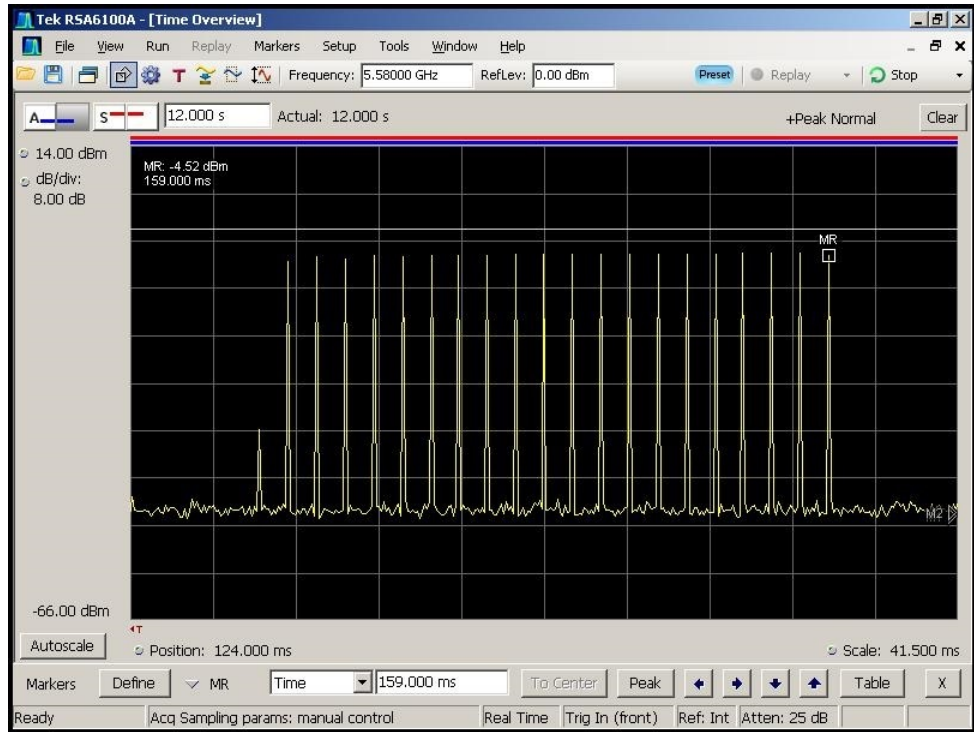 Tek RSA6100A - [Time Overview]
File View Run Replay Markers Setup Tools Window Help
T Frequency: 5.58000 GHz RefLev: 0.00 dBm Preset Replay Stop
A S 12.000 s Actual: 12.000 s +Peak Normal Clear
14.00 dBm
dB/div:
8.00 dB
MR: -4.52 dBm
159.000 ms
MR
M2
-66.00 dBm
T
Autoscale Position: 124.000 ms Scale: 41.500 ms
Markers Define MR Time 159.000 ms To Center Peak Table X
Ready Acq Sampling params: manual control Real Time Trig In (front) Ref: Int Atten: 25 dB